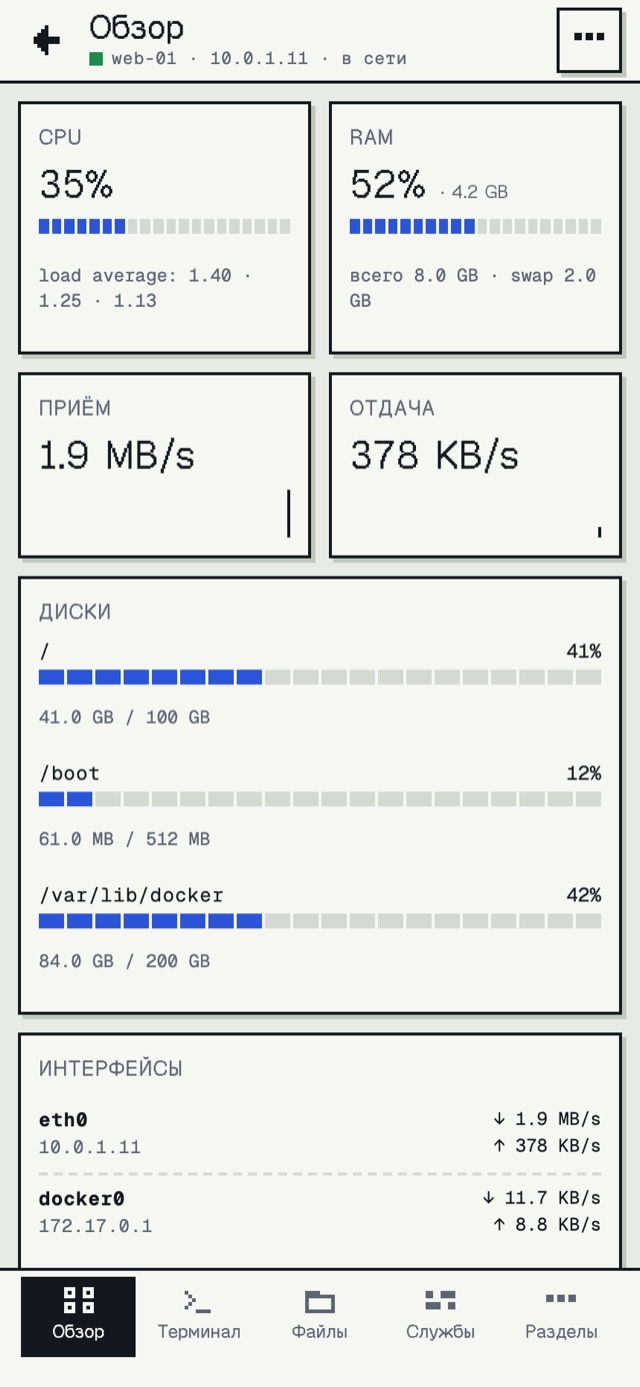 Обзор
web-01 · 10.0.1.11 · в сети
CPU
35%
load average: 1.40 ·
1.25 · 1.13
RAM
52% · 4.2 GB
всего 8.0 GB · swap 2.0
GB
ПРИЁМ
1.9 MB/s
ОТДАЧА
378 KB/s
ДИСКИ
/ 41%
41.0 GB / 100 GB
/boot 12%
61.0 MB / 512 MB
/var/lib/docker 42%
84.0 GB / 200 GB
ИНТЕРФЕЙСЫ
eth0 ↓ 1.9 MB/s
10.0.1.11 ↑ 378 KB/s
docker0 ↓ 11.7 KB/s
172.17.0.1 ↑ 8.8 KB/s
Обзор
Терминал
Файлы
Службы
Разделы